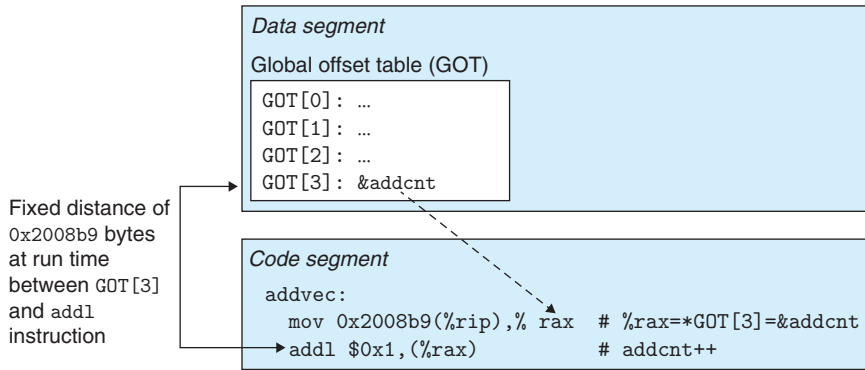 Data segment
Global offset table (GOT)
GOT[0]: …
GOT[1]: …
GOT[2]: …
GOT[3]: &addcnt
Fixed distance of
0x2008b9 bytes
at run time
between GOT[3]
and addl
instruction
Code segment
addvec:
mov 0x2008b9(%rip),% rax # %rax=*GOT[3]=&addcnt
addl $0x1,(%rax) # addcnt++